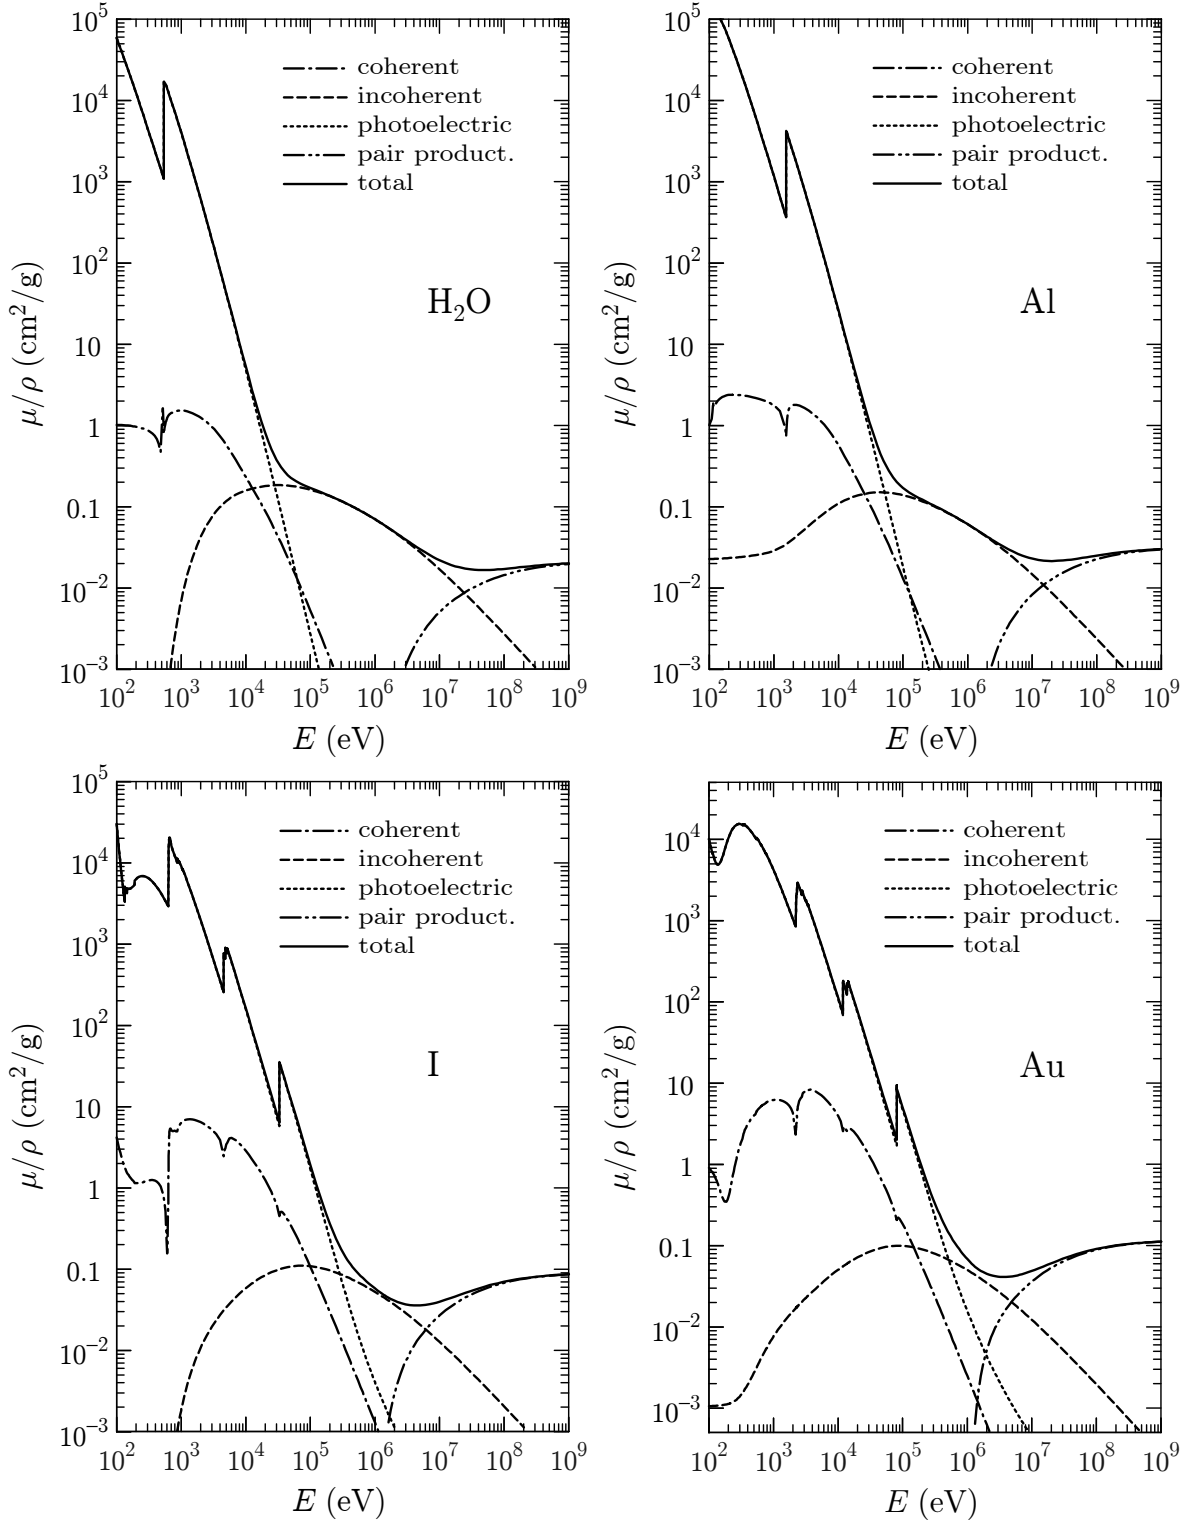 10^5
10^4
10^3
10^2
10
1
0.1
10^−2
10^−3
μ/ρ (cm^2/g)
coherent
incoherent
photoelectric
pair product.
total
H_2O
10^2 10^3 10^4 10^5 10^6 10^7 10^8 10^9
E (eV)
10^5
10^4
10^3
10^2
10
1
0.1
10^−2
10^−3
μ/ρ (cm^2/g)
coherent
incoherent
photoelectric
pair product.
total
Al
10^2 10^3 10^4 10^5 10^6 10^7 10^8 10^9
E (eV)
10^5
10^4
10^3
10^2
10
1
0.1
10^−2
10^−3
μ/ρ (cm^2/g)
coherent
incoherent
photoelectric
pair product.
total
I
10^2 10^3 10^4 10^5 10^6 10^7 10^8 10^9
E (eV)
10^4
10^3
10^2
10
1
0.1
10^−2
10^−3
μ/ρ (cm^2/g)
coherent
incoherent
photoelectric
pair product.
total
Au
10^2 10^3 10^4 10^5 10^6 10^7 10^8 10^9
E (eV)